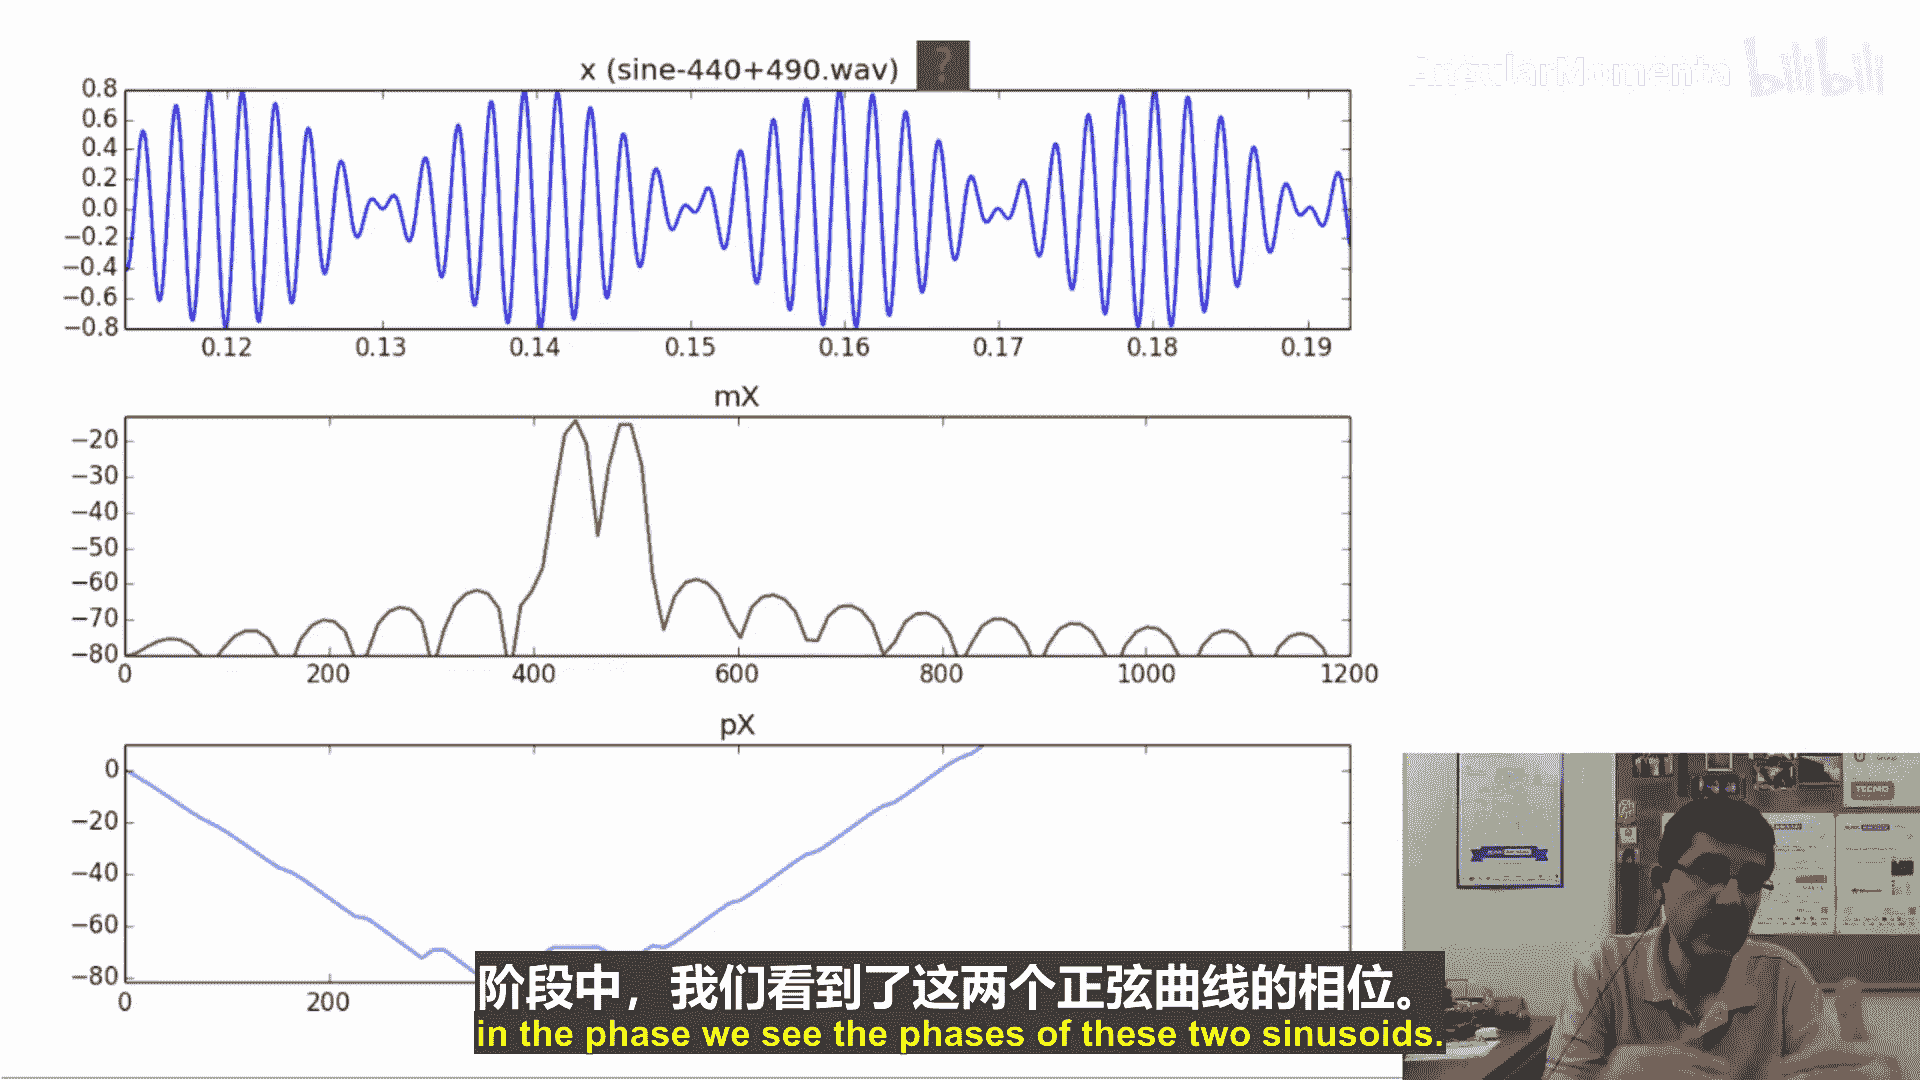 AngularMomenta bilibili
x (sine-440+490.wav) ?
0.8
0.6
0.4
0.2
0.0
−0.2
−0.4
−0.6
−0.8
0.12 0.13 0.14 0.15 0.16 0.17 0.18 0.19
mX
−20
−30
−40
−50
−60
−70
−80
0 200 400 600 800 1000 1200
pX
0
−20
−40
−60
−80
0 200
TECMO
阶段中，我们看到了这两个正弦曲线的相位。
in the phase we see the phases of these two sinusoids.